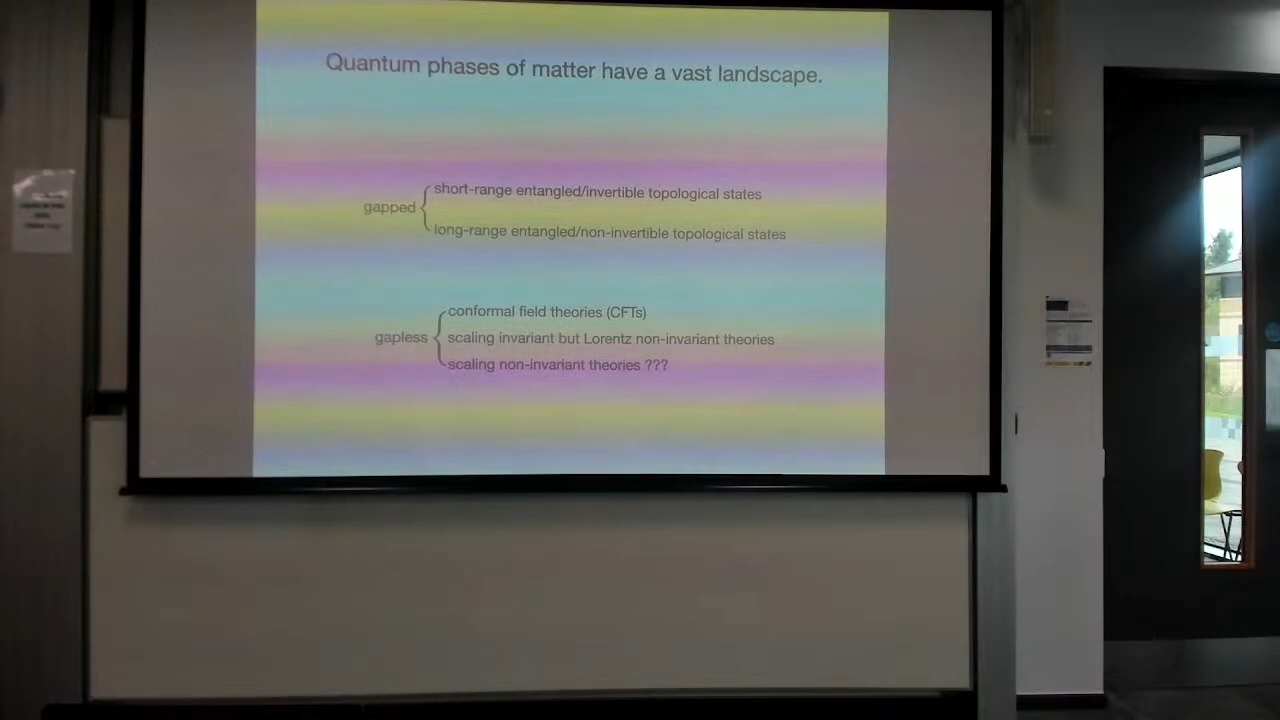 Quantum phases of matter have a vast landscape.
gapped
short-range entangled/invertible topological states
long-range entangled/non-invertible topological states
gapless
conformal field theories (CFTs)
scaling invariant but Lorentz non-invariant theories
scaling non-invariant theories ???